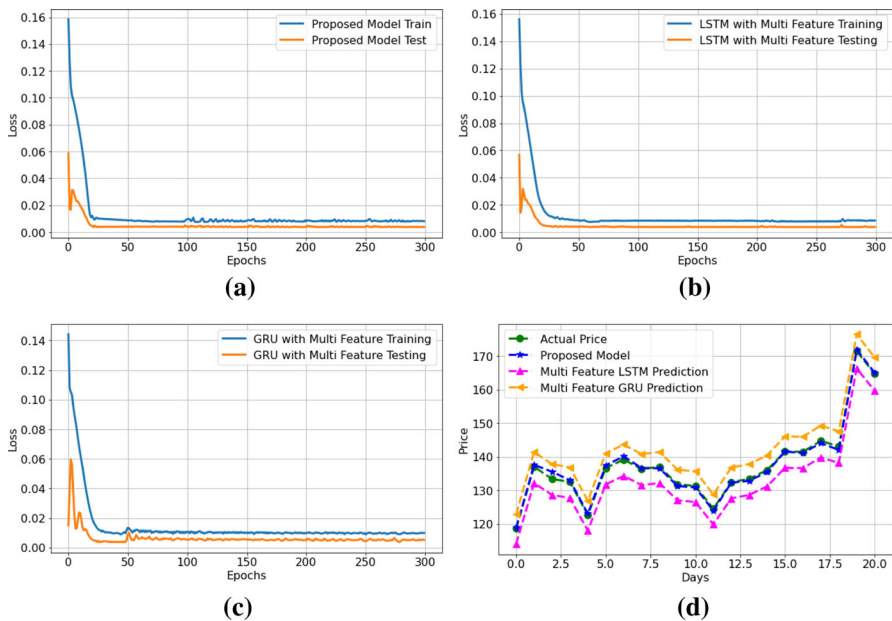 0.16
0.14
0.12
0.10
0.08
0.06
0.04
0.02
0.00
Loss
Proposed Model Train
Proposed Model Test
0 50 100 150 200 250 300
Epochs
(a)
0.16
0.14
0.12
0.10
0.08
0.06
0.04
0.02
0.00
Loss
LSTM with Multi Feature Training
LSTM with Multi Feature Testing
0 50 100 150 200 250 300
Epochs
(b)
0.14
0.12
0.10
0.08
0.06
0.04
0.02
0.00
Loss
GRU with Multi Feature Training
GRU with Multi Feature Testing
0 50 100 150 200 250 300
Epochs
(c)
170
160
150
140
130
120
Price
Actual Price
Proposed Model
Multi Feature LSTM Prediction
Multi Feature GRU Prediction
0.0 2.5 5.0 7.5 10.0 12.5 15.0 17.5 20.0
Days
(d)